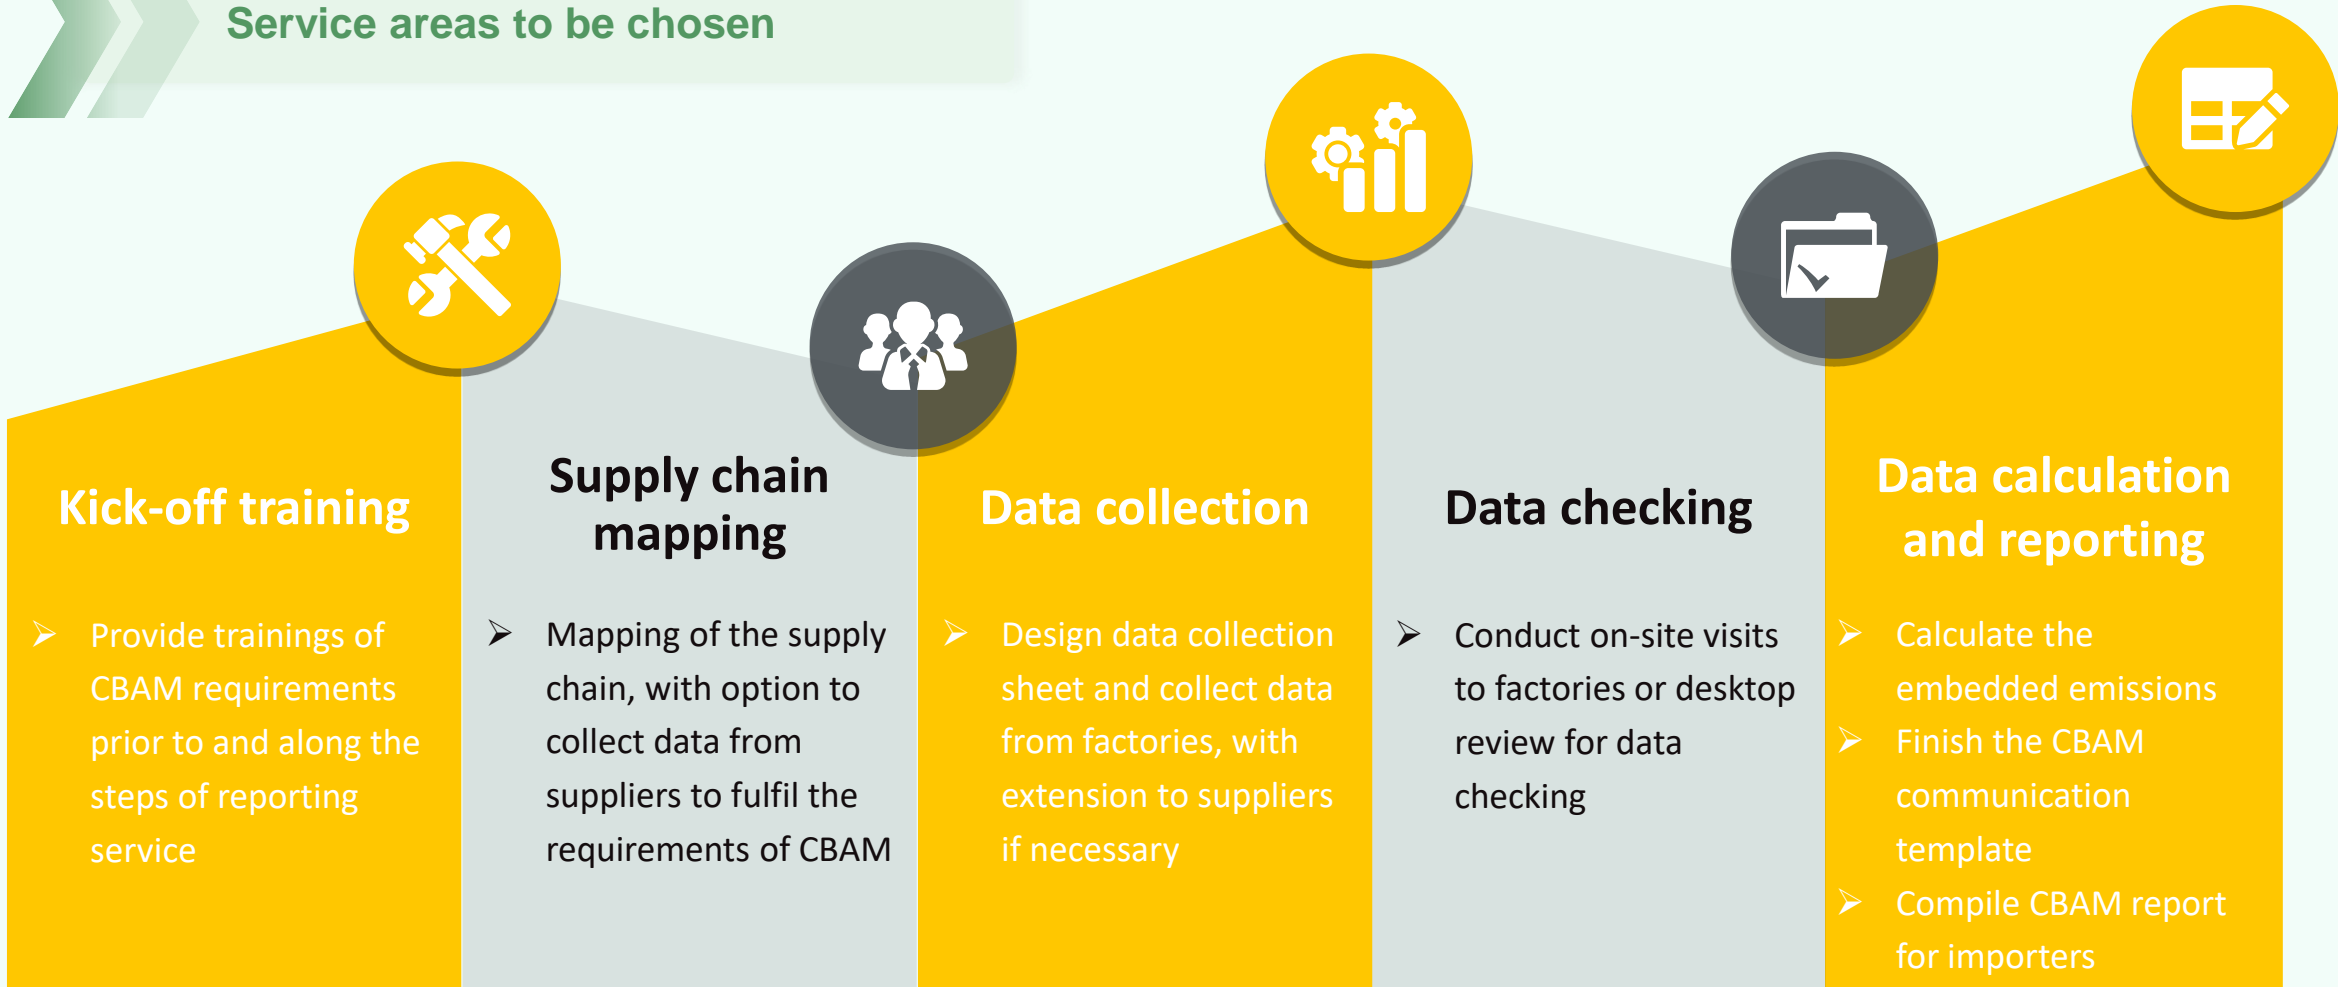 Service areas to be chosen
Kick-off training
➢ Provide trainings of
CBAM requirements
prior to and along the
steps of reporting
service
Supply chain
mapping
➢ Mapping of the supply
chain, with option to
collect data from
suppliers to fulfil the
requirements of CBAM
Data collection
➢ Design data collection
sheet and collect data
from factories, with
extension to suppliers
if necessary
Data checking
➢ Conduct on-site visits
to factories or desktop
review for data
checking
Data calculation
and reporting
➢ Calculate the
embedded emissions
➢ Finish the CBAM
communication
template
➢ Compile CBAM report
for importers